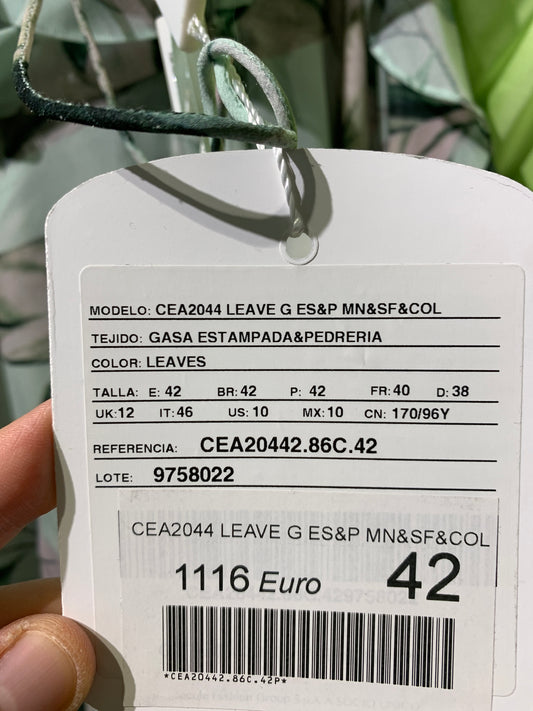 MODELO: CEA2044 LEAVE G ES&P MN&SF&COL
TEJIDO: GASA ESTAMPADA&PEDRERIA
COLOR: LEAVES
TALLA: E: 42 BR: 42 P: 42 FR: 40 D: 38
UK: 12 IT: 46 US: 10 MX: 10 CN: 170/96Y
REFERENCIA: CEA20442.86C.42
LOTE: 9758022
CEA2044 LEAVE G ES&P MN&SF&COL
1116 Euro 42
*CEA20442.86C.42P*